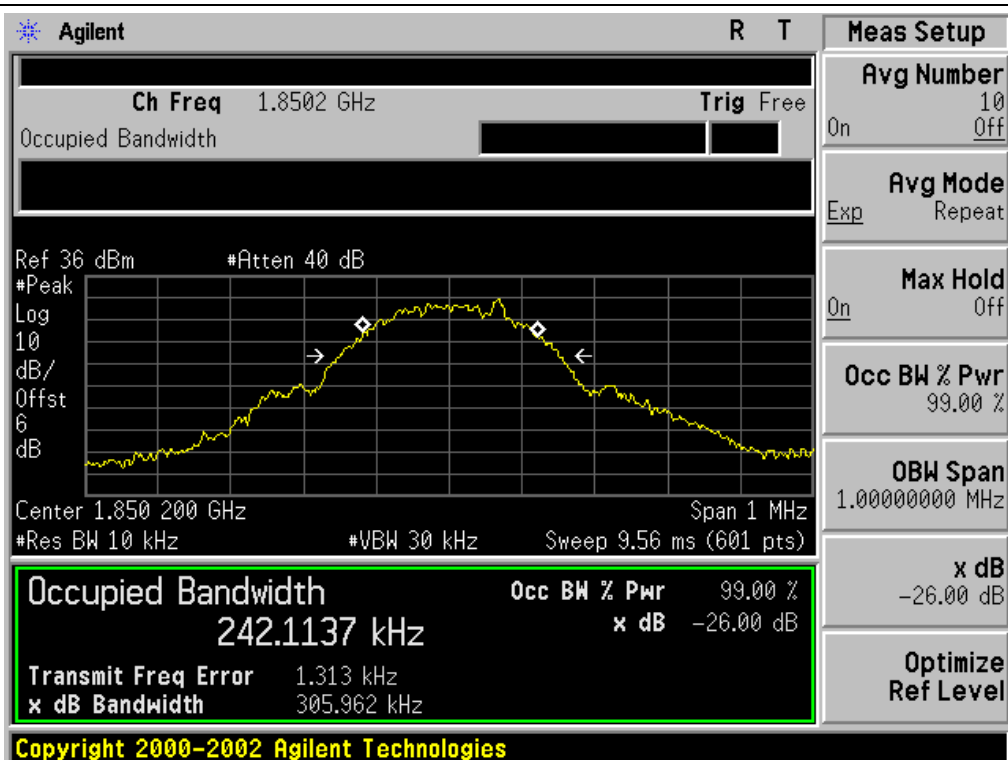 Agilent R T
Ch Freq 1.8502 GHz Trig Free
Occupied Bandwidth
Ref 36 dBm #Atten 40 dB
#Peak
Log
10
dB/
Offst
6
dB
Center 1.850 200 GHz Span 1 MHz
#Res BW 10 kHz #VBW 30 kHz Sweep 9.56 ms (601 pts)
Occupied Bandwidth Occ BW % Pwr 99.00 %
242.1137 kHz x dB -26.00 dB
Transmit Freq Error 1.313 kHz
x dB Bandwidth 305.962 kHz
Copyright 2000-2002 Agilent Technologies
Meas Setup
Avg Number
10
On Off
Avg Mode
Exp Repeat
Max Hold
On Off
Occ BW % Pwr
99.00 %
OBW Span
1.00000000 MHz
x dB
-26.00 dB
Optimize
Ref Level